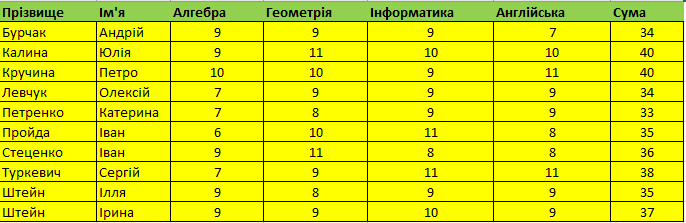 Прізвище Ім'я Алгебра Геометрія Інформатика Англійська Сума
Бурчак Андрій 9 9 9 7 34
Калина Юлія 9 11 10 10 40
Кручина Петро 10 10 9 11 40
Левчук Олексій 7 9 9 9 34
Петренко Катерина 7 8 9 9 33
Пройда Іван 6 10 11 8 35
Стеценко Іван 9 11 8 8 36
Туркевич Сергій 7 9 11 11 38
Штейн Ілля 9 8 9 9 35
Штейн Ірина 9 9 10 9 37